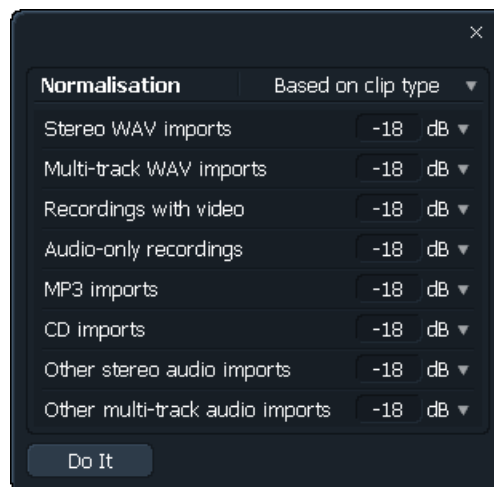 Normalisation Based on clip type
Stereo WAV imports -18 dB
Multi-track WAV imports -18 dB
Recordings with video -18 dB
Audio-only recordings -18 dB
MP3 imports -18 dB
CD imports -18 dB
Other stereo audio imports -18 dB
Other multi-track audio imports -18 dB
Do It